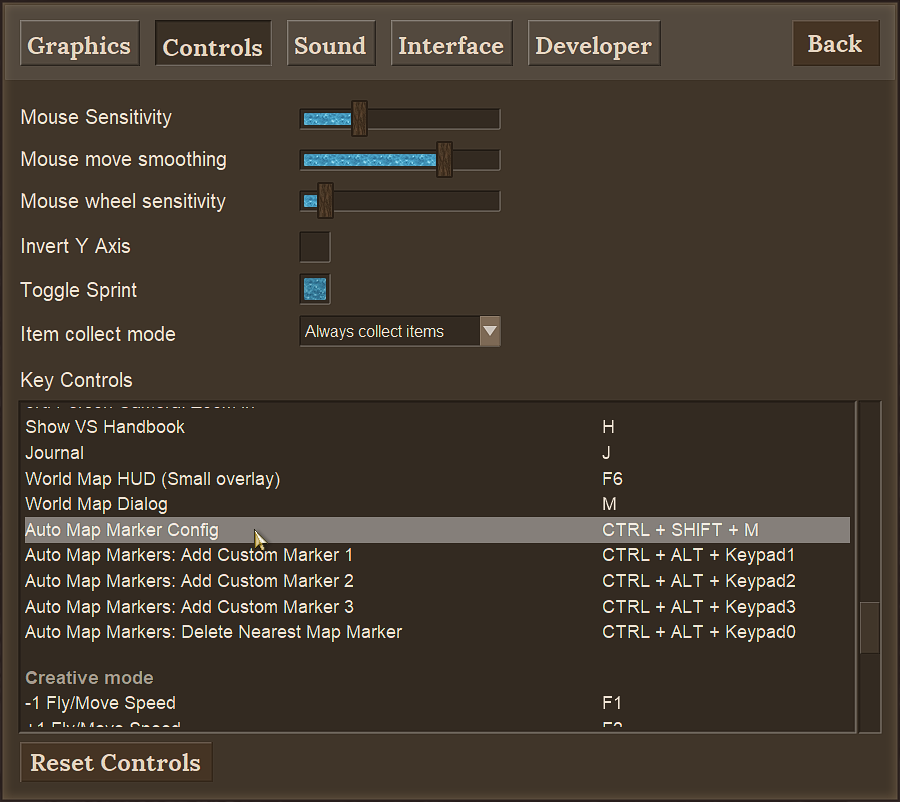 Graphics Controls Sound Interface Developer Back
Mouse Sensitivity
Mouse move smoothing
Mouse wheel sensitivity
Invert Y Axis
Toggle Sprint
Item collect mode Always collect items
Key Controls
Show VS Handbook H
Journal J
World Map HUD (Small overlay) F6
World Map Dialog M
Auto Map Marker Config CTRL + SHIFT + M
Auto Map Markers: Add Custom Marker 1 CTRL + ALT + Keypad1
Auto Map Markers: Add Custom Marker 2 CTRL + ALT + Keypad2
Auto Map Markers: Add Custom Marker 3 CTRL + ALT + Keypad3
Auto Map Markers: Delete Nearest Map Marker CTRL + ALT + Keypad0
Creative mode
-1 Fly/Move Speed F1
+1 Fly/Move Speed
Reset Controls